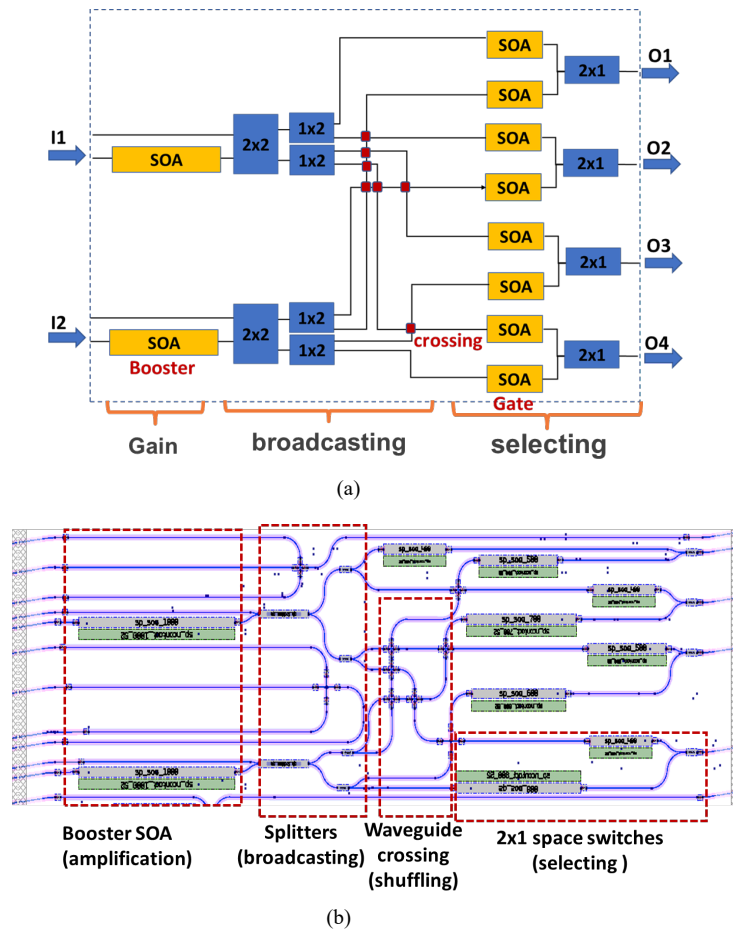 SOA
O1
2x1
SOA
I1
1x2
SOA
O2
2x2
2x1
SOA
1x2
SOA
SOA
O3
2x1
I2
1x2
SOA
2x2
SOA
crossing
O4
SOA
1x2
2x1
Booster
SOA
Gate
Gain
broadcasting
selecting
(a)
Booster SOA
(amplification)
Splitters
(broadcasting)
Waveguide
crossing
(shuffling)
2x1 space switches
(selecting )
(b)